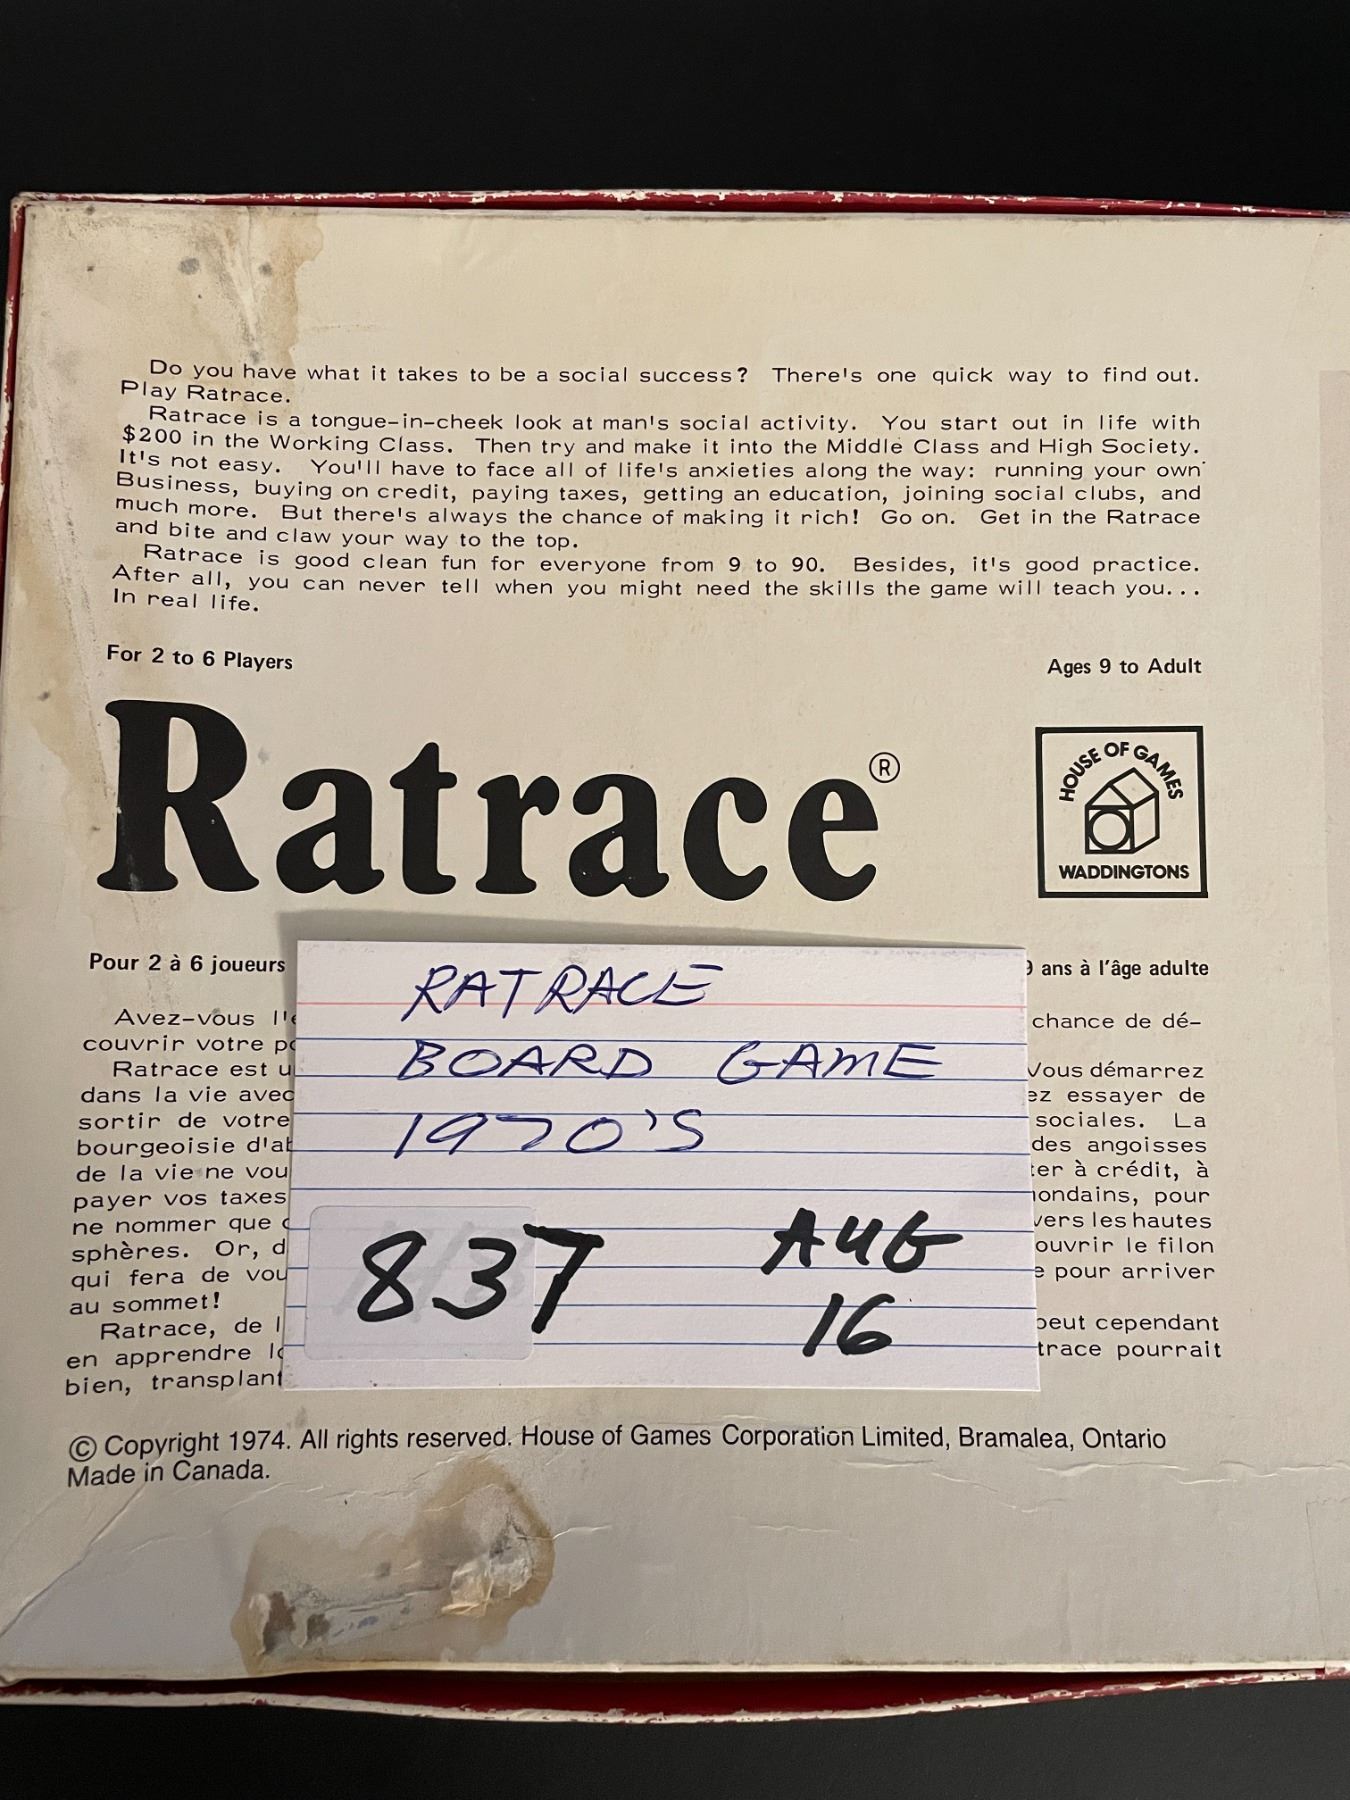 Do you have what it takes to be a social success? There's one quick way to find out.
Play Ratrace.
Ratrace is a tongue-in-cheek look at man's social activity. You start out in life with
$200 in the Working Class. Then try and make it into the Middle Class and High Society.
It's not easy. You'll have to face all of life's anxieties along the way: running your own
Business, buying on credit, paying taxes, getting an education, joining social clubs, and
much more. But there's always the chance of making it rich! Go on. Get in the Ratrace
and bite and claw your way to the top.
Ratrace is good clean fun for everyone from 9 to 90. Besides, it's good practice.
After all, you can never tell when you might need the skills the game will teach you...
In real life.
For 2 to 6 Players
Ages 9 to Adult
Ratrace®
HOUSE OF GAMES
WADDINGTONS
Pour 2 à 6 joueurs
ans à l'âge adulte
RATRACE
BOARD GAME
1970'S
837
AUG
16
Avez-vous
chance de dé-
couvrir votre
Ratrace est
Vous démarrez
dans la vie avec
essayer de
sortir de votre
sociales. La
bourgeoisie
des angoisses
de la vie ne
à crédit, à
payer vos taxes
pour
ne nommer que
les hautes
sphères. Or,
le filon
qui fera de
pour arriver
au sommet!
Ratrace, de
cependant
en apprendre
pourrait
bien,
© Copyright 1974. All rights reserved. House of Games Corporation Limited, Bramalea, Ontario
Made in Canada.